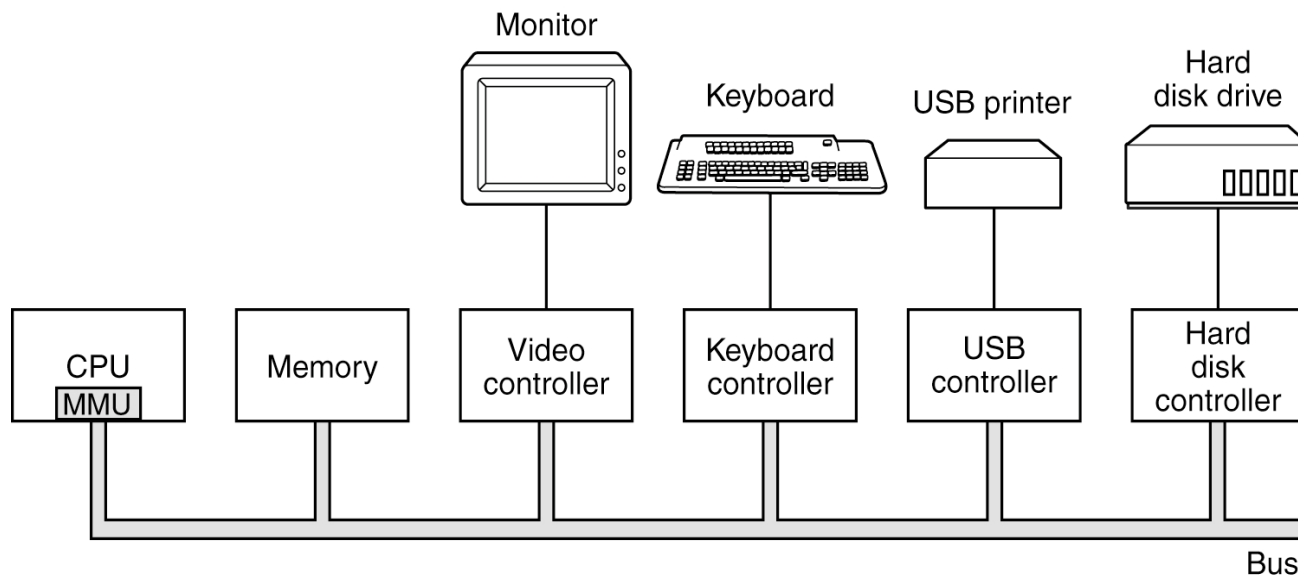 Monitor
Keyboard
USB printer
Hard
disk drive
CPU
MMU
Memory
Video
controller
Keyboard
controller
USB
controller
Hard
disk
controller
Bus